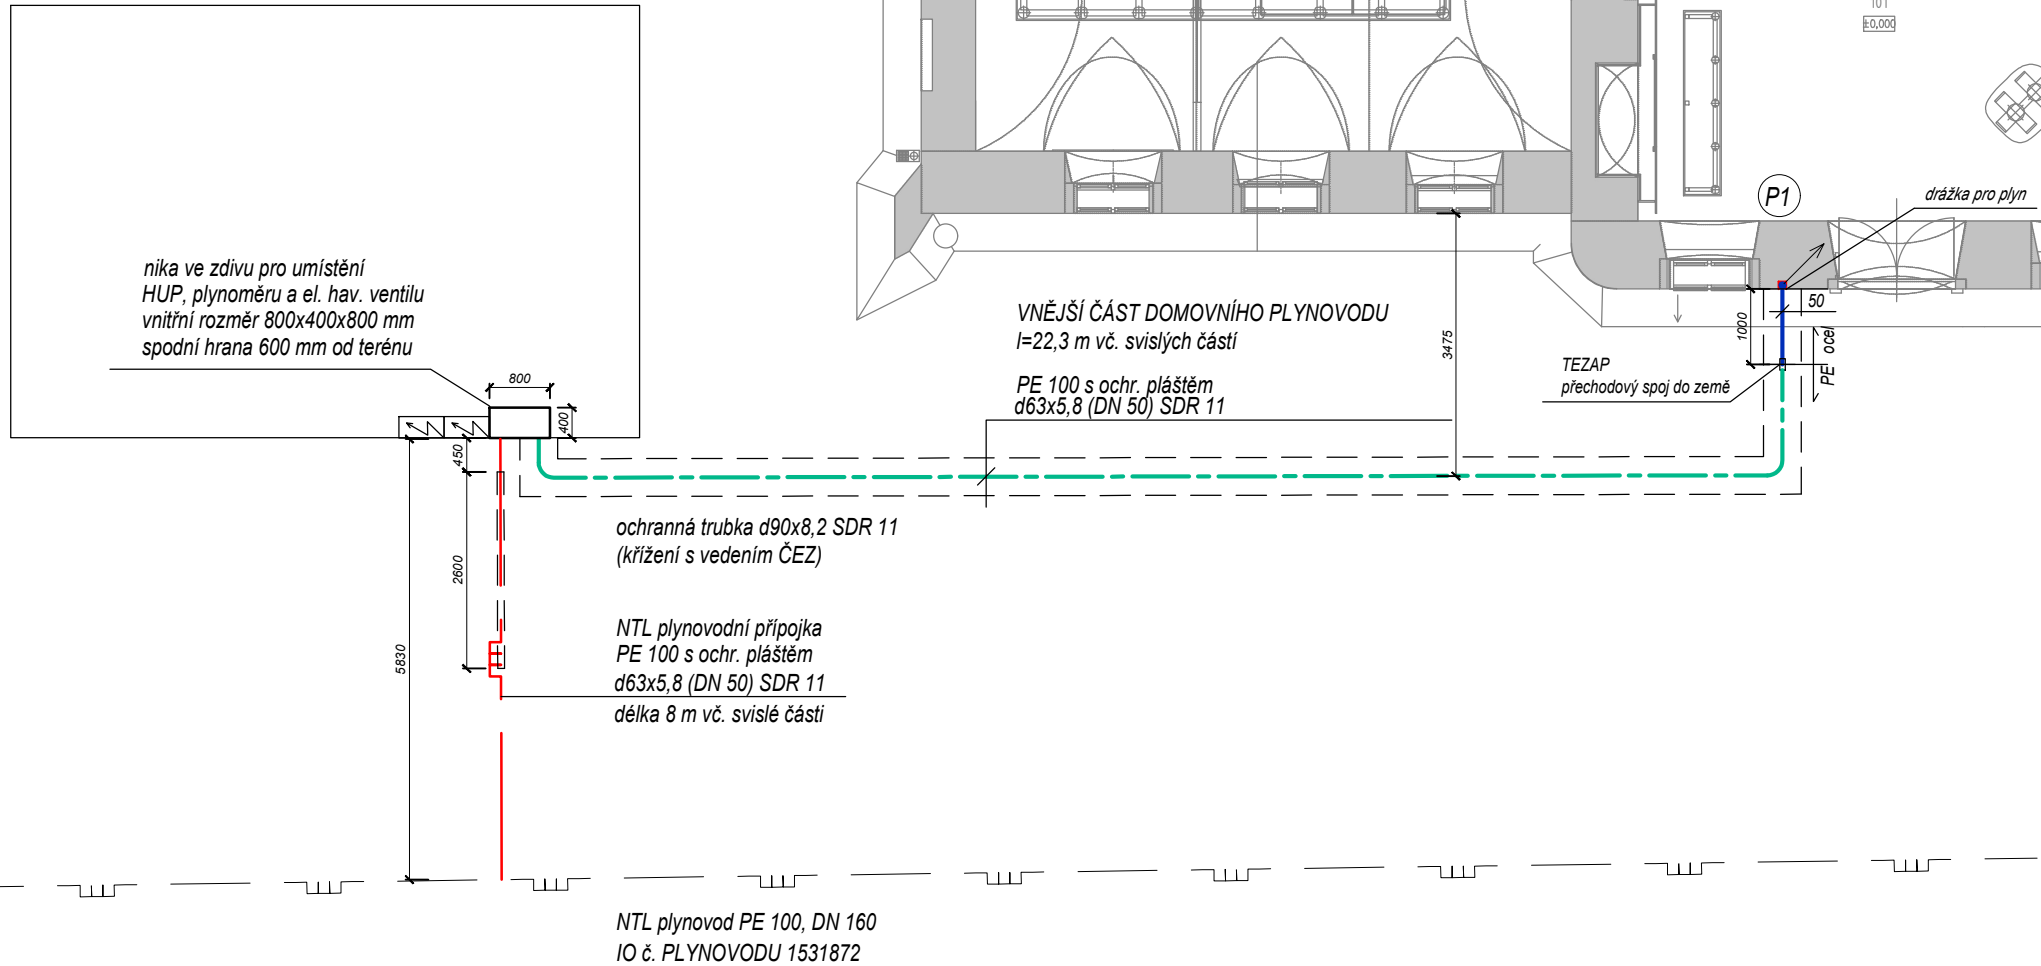 101
±0,000
P1
drážka pro plyn
nika ve zdivu pro umístění
HUP, plynoměru a el. hav. ventilu
vnitřní rozměr 800x400x800 mm
spodní hrana 600 mm od terénu
VNĚJŠÍ ČÁST DOMOVNÍHO PLYNOVODU
l=22,3 m vč. svislých částí
PE 100 s ochr. pláštěm
d63x5,8 (DN 50) SDR 11
3475
50
1000
PE ocel
TEZAP
přechodový spoj do země
800
400
450
2600
5830
ochranná trubka d90x8,2 SDR 11
(křížení s vedením ČEZ)
NTL plynovodní přípojka
PE 100 s ochr. pláštěm
d63x5,8 (DN 50) SDR 11
délka 8 m vč. svislé části
NTL plynovod PE 100, DN 160
IO č. PLYNOVODU 1531872